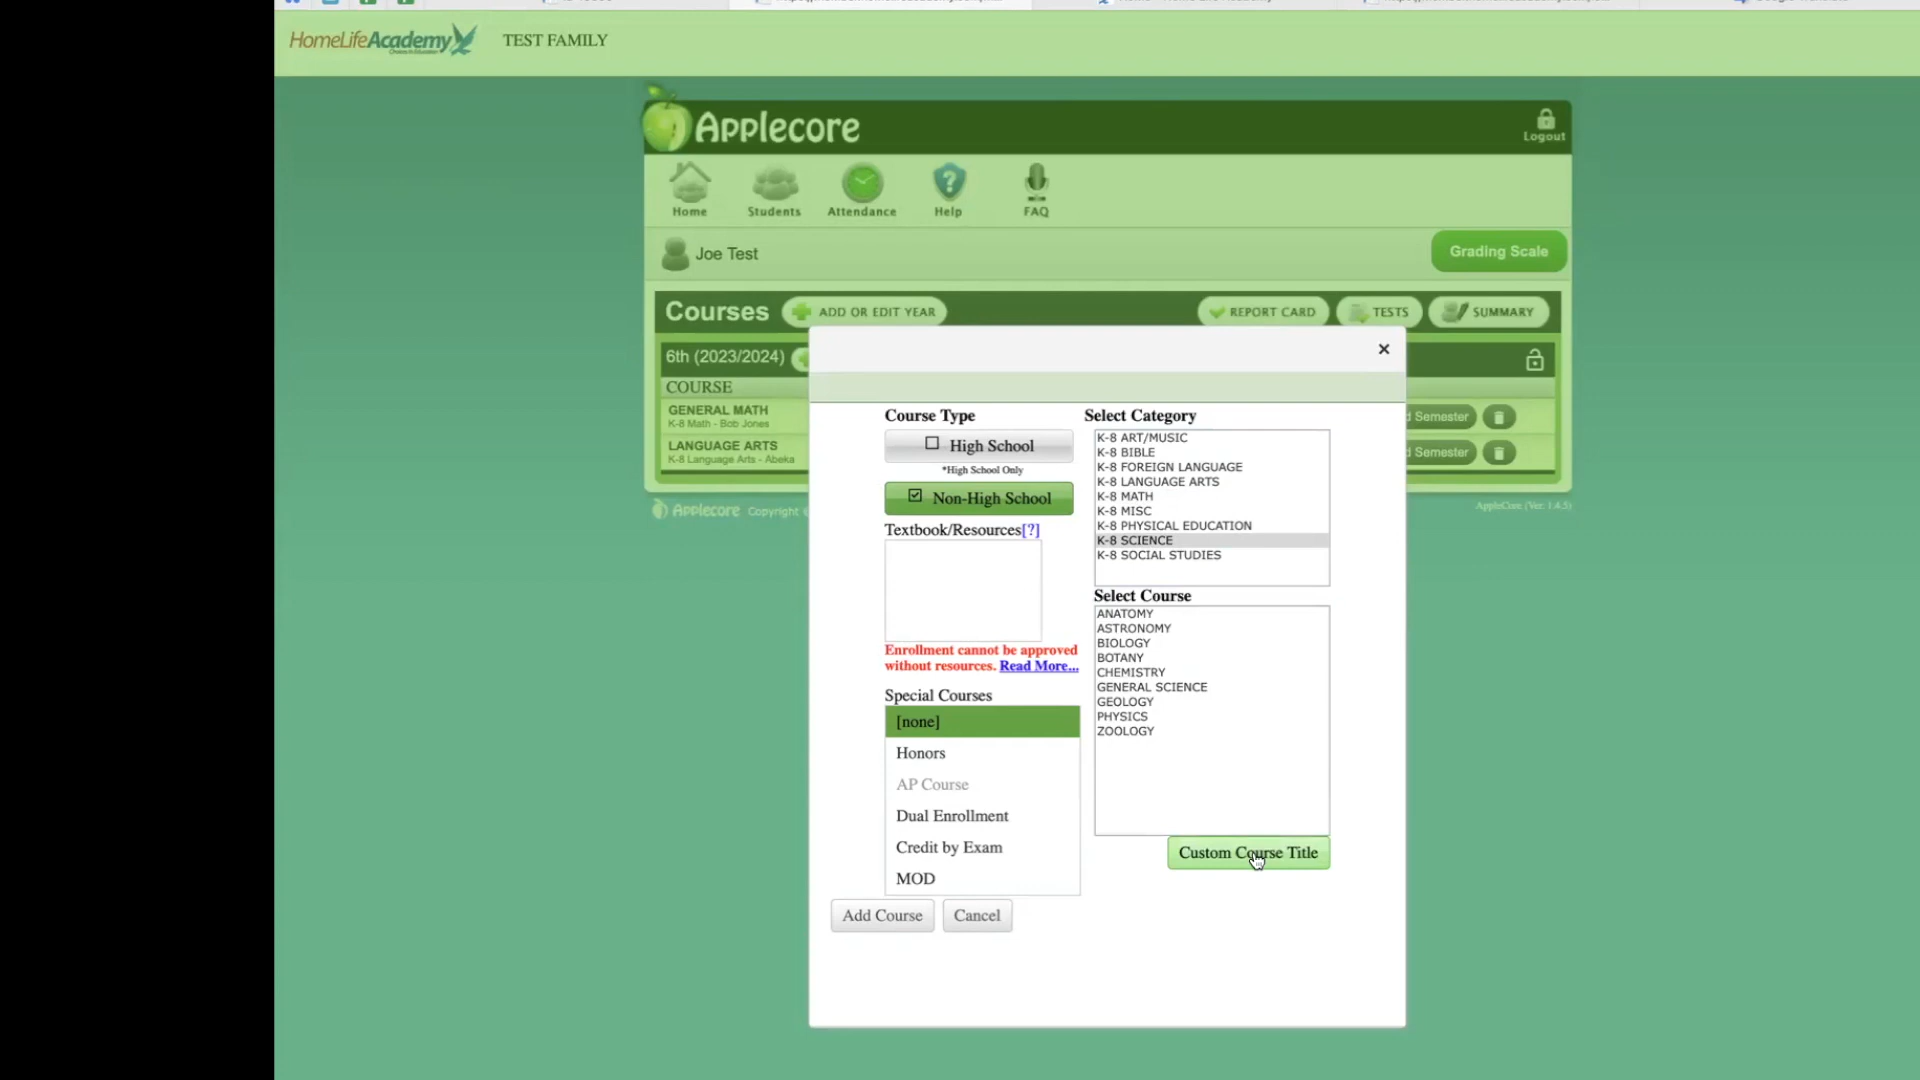 HomeLifeAcademy
TEST FAMILY
Applecore
Logout
Home
Students
Attendance
Help
FAQ
Joe Test
Grading Scale
Courses
ADD OR EDIT YEAR
REPORT CARD
TESTS
SUMMARY
6th (2023/2024)
COURSE
GENERAL MATH
K-8 Math - Bob Jones
LANGUAGE ARTS
K-8 Language Arts - Abeka
Semester
Semester
Applecore Copyright
AppleCore (Ver: 1.4.5)
Course Type
High School
*High School Only
Non-High School
Textbook/Resources[?]
Enrollment cannot be approved
without resources. Read More...
Special Courses
[none]
Honors
AP Course
Dual Enrollment
Credit by Exam
MOD
Add Course
Cancel
Select Category
K-8 ART/MUSIC
K-8 BIBLE
K-8 FOREIGN LANGUAGE
K-8 LANGUAGE ARTS
K-8 MATH
K-8 MISC
K-8 PHYSICAL EDUCATION
K-8 SCIENCE
K-8 SOCIAL STUDIES
Select Course
ANATOMY
ASTRONOMY
BIOLOGY
BOTANY
CHEMISTRY
GENERAL SCIENCE
GEOLOGY
PHYSICS
ZOOLOGY
Custom Course Title